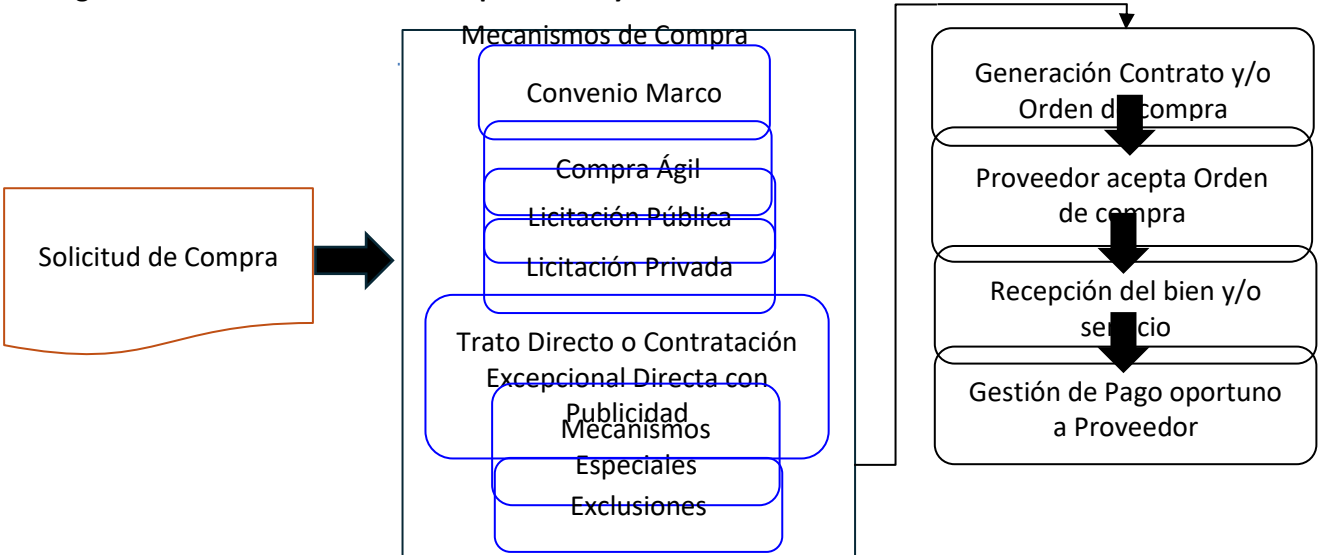 Solicitud de Compra
Mecanismos de Compra
Convenio Marco
Compra Ágil
Licitación Pública
Licitación Privada
Trato Directo o Contratación
Excepcional Directa con
Publicidad
Mecanismos
Especiales
Exclusiones
Generación Contrato y/o
Orden de compra
Proveedor acepta Orden
de compra
Recepción del bien y/o
servicio
Gestión de Pago oportuno
a Proveedor